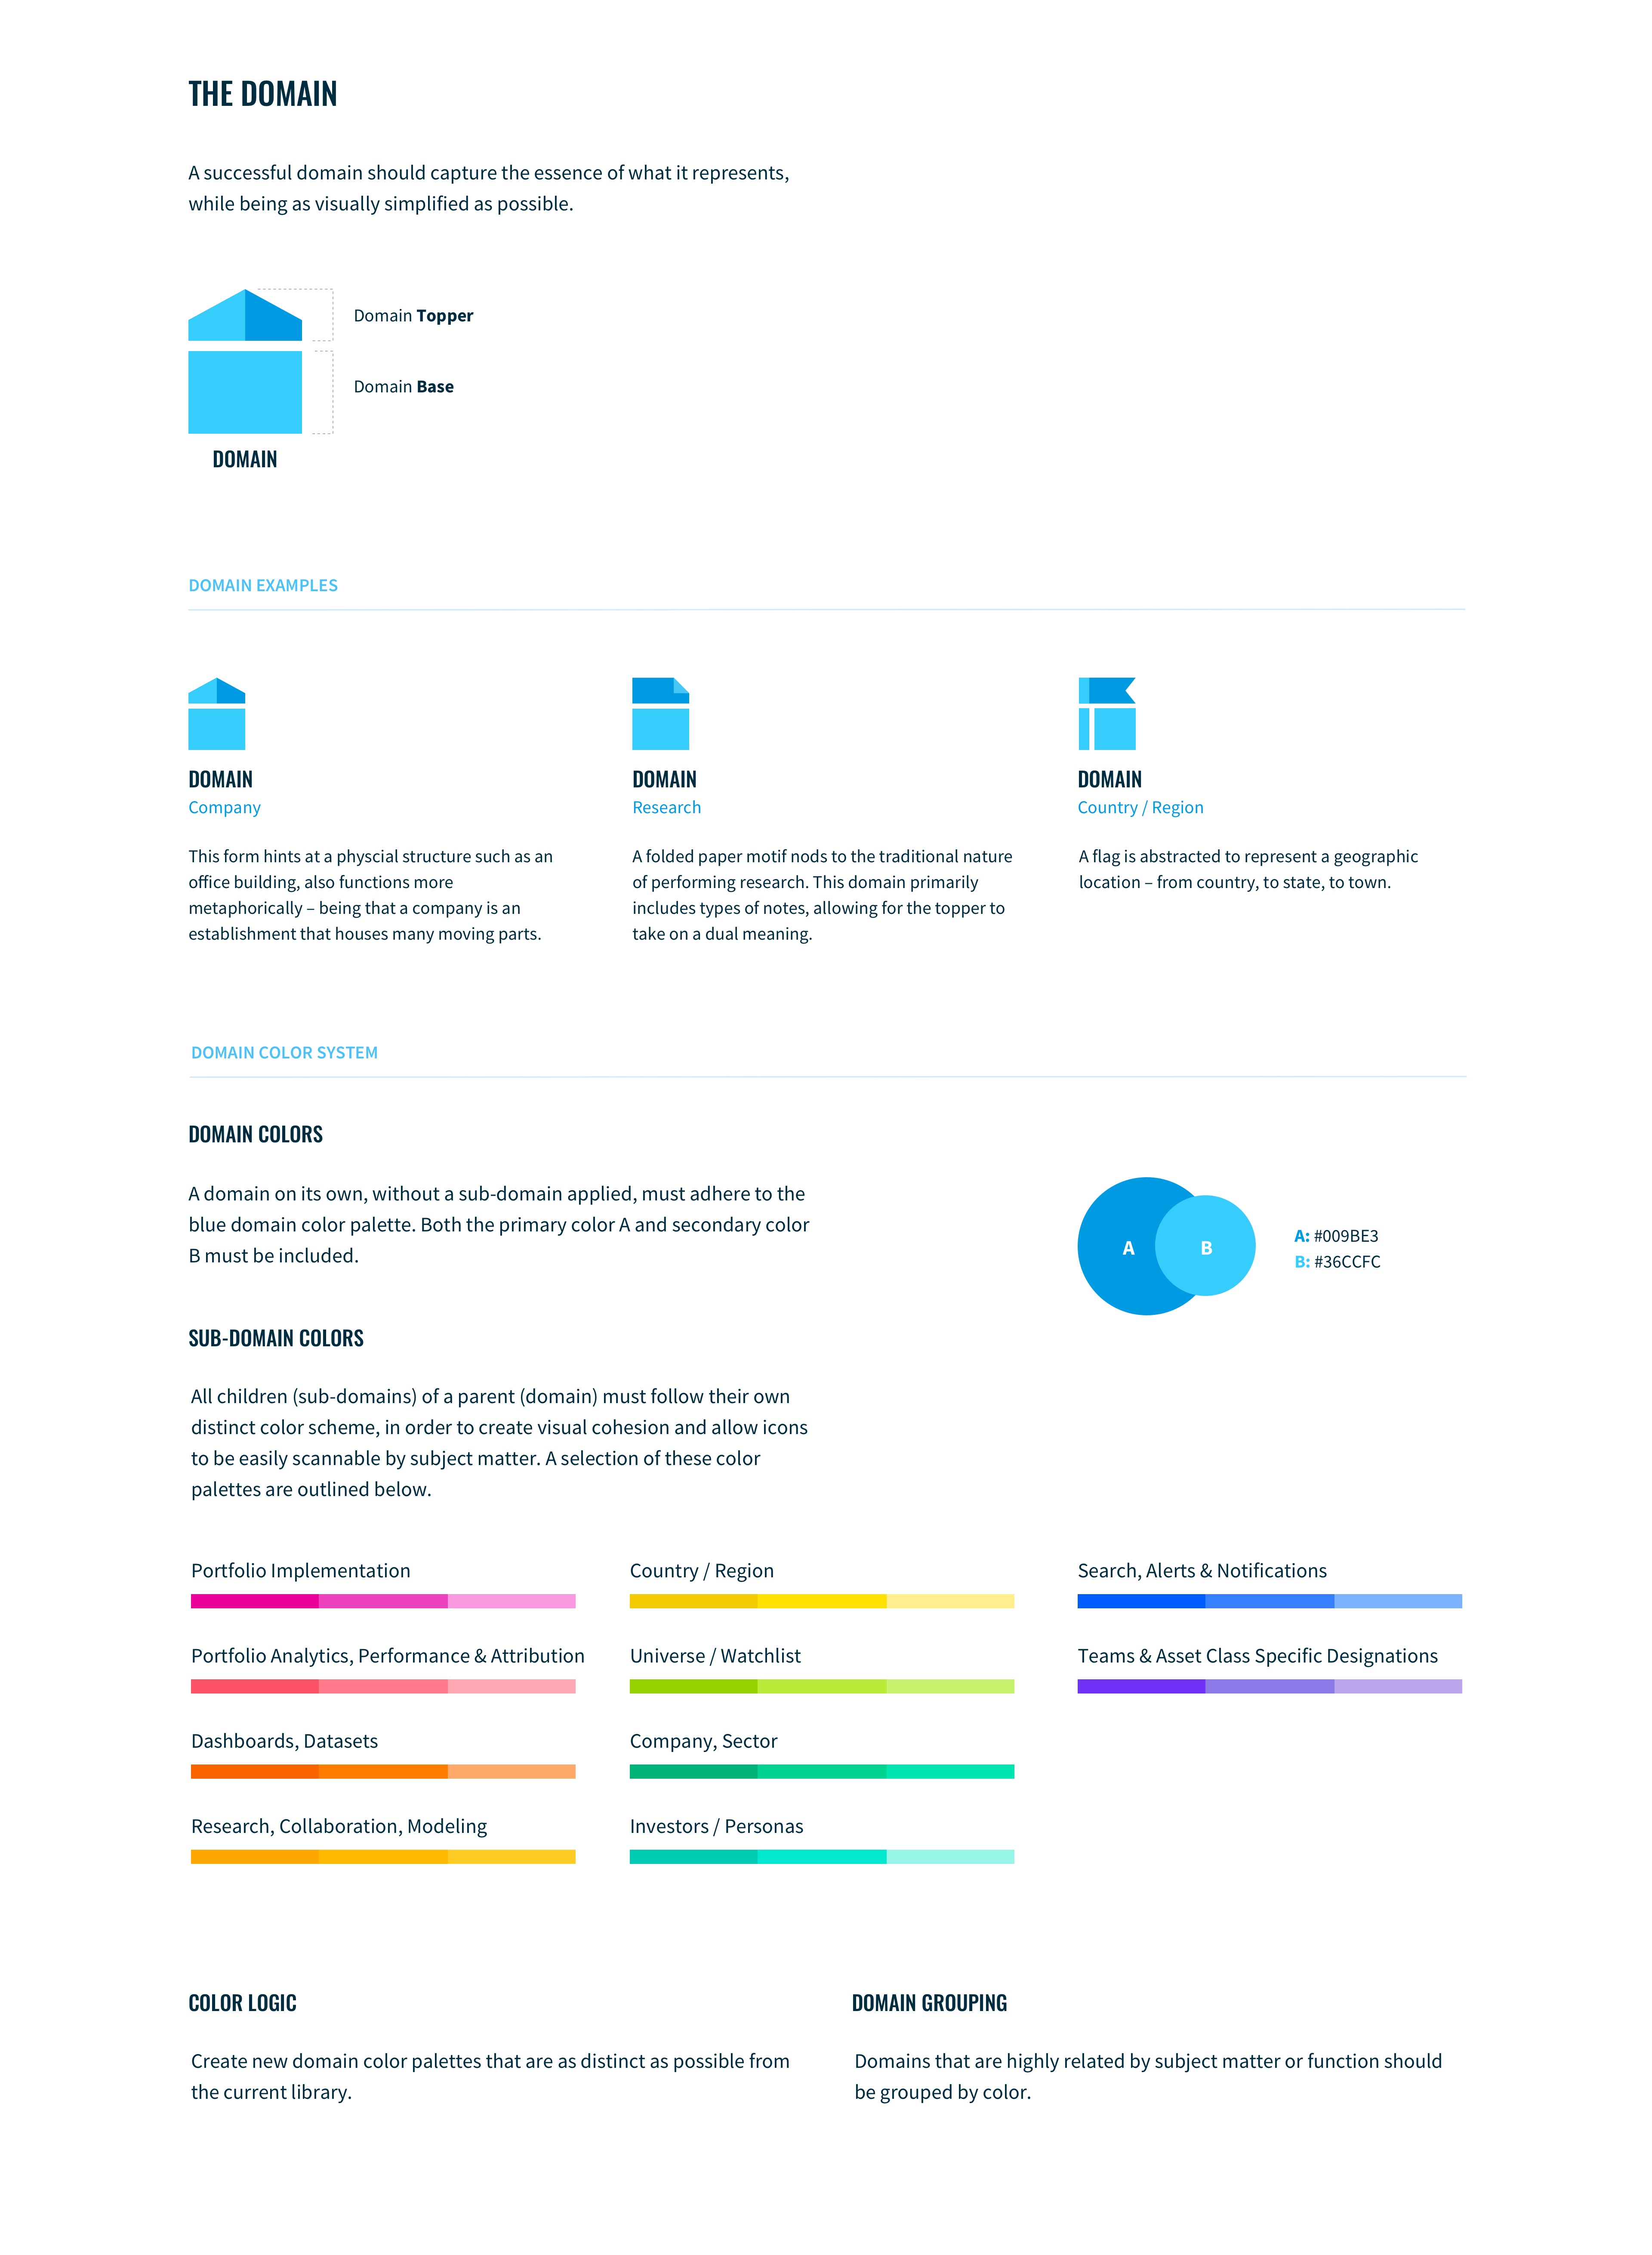 THE DOMAIN
A successful domain should capture the essence of what it represents,
while being as visually simplified as possible.
Domain Topper
Domain Base
DOMAIN
DOMAIN EXAMPLES
DOMAIN
Company
This form hints at a physcial structure such as an
office building, also functions more
metaphorically – being that a company is an
establishment that houses many moving parts.
DOMAIN
Research
A folded paper motif nods to the traditional nature
of performing research. This domain primarily
includes types of notes, allowing for the topper to
take on a dual meaning.
DOMAIN
Country / Region
A flag is abstracted to represent a geographic
location – from country, to state, to town.
DOMAIN COLOR SYSTEM
DOMAIN COLORS
A domain on its own, without a sub-domain applied, must adhere to the
blue domain color palette. Both the primary color A and secondary color
B must be included.
A
B
A: #009BE3
B: #36CCFC
SUB-DOMAIN COLORS
All children (sub-domains) of a parent (domain) must follow their own
distinct color scheme, in order to create visual cohesion and allow icons
to be easily scannable by subject matter. A selection of these color
palettes are outlined below.
Portfolio Implementation
Portfolio Analytics, Performance & Attribution
Dashboards, Datasets
Research, Collaboration, Modeling
Country / Region
Universe / Watchlist
Company, Sector
Investors / Personas
Search, Alerts & Notifications
Teams & Asset Class Specific Designations
COLOR LOGIC
Create new domain color palettes that are as distinct as possible from
the current library.
DOMAIN GROUPING
Domains that are highly related by subject matter or function should
be grouped by color.